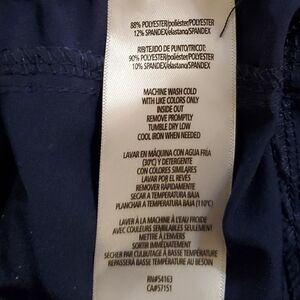 88% POLYESTER/poliéster/POLYESTER
12% SPANDEX/elastano/SPANDEX
RIB/TEJIDO DE PUNTO/TRICOT:
90% POLYESTER/poliéster/POLYESTER
10% SPANDEX/elastano/SPANDEX
MACHINE WASH COLD
WITH LIKE COLORS ONLY
INSIDE OUT
REMOVE PROMPTLY
TUMBLE DRY LOW
COOL IRON WHEN NEEDED
LAVAR EN MÁQUINA CON AGUA FRÍA
(30°C) Y DETERGENTE
CON COLORES SIMILARES
LAVAR POR EL REVÉS
REMOVER RÁPIDAMENTE
SECAR A TEMPERATURA BAJA
PLANCHAR A TEMPERATURA BAJA (110°C)
LAVER À LA MACHINE À L'EAU FROIDE
AVEC COULEURS SEMBLABLES SEULEMENT
METTRE À L'ENVERS
SORTIR IMMÉDIATEMENT
SÉCHER PAR CULBUTAGE À BASSE TEMPÉRATURE
REPASSER À BASSE TEMPÉRATURE AU BESOIN
RN#54163
CA#57151